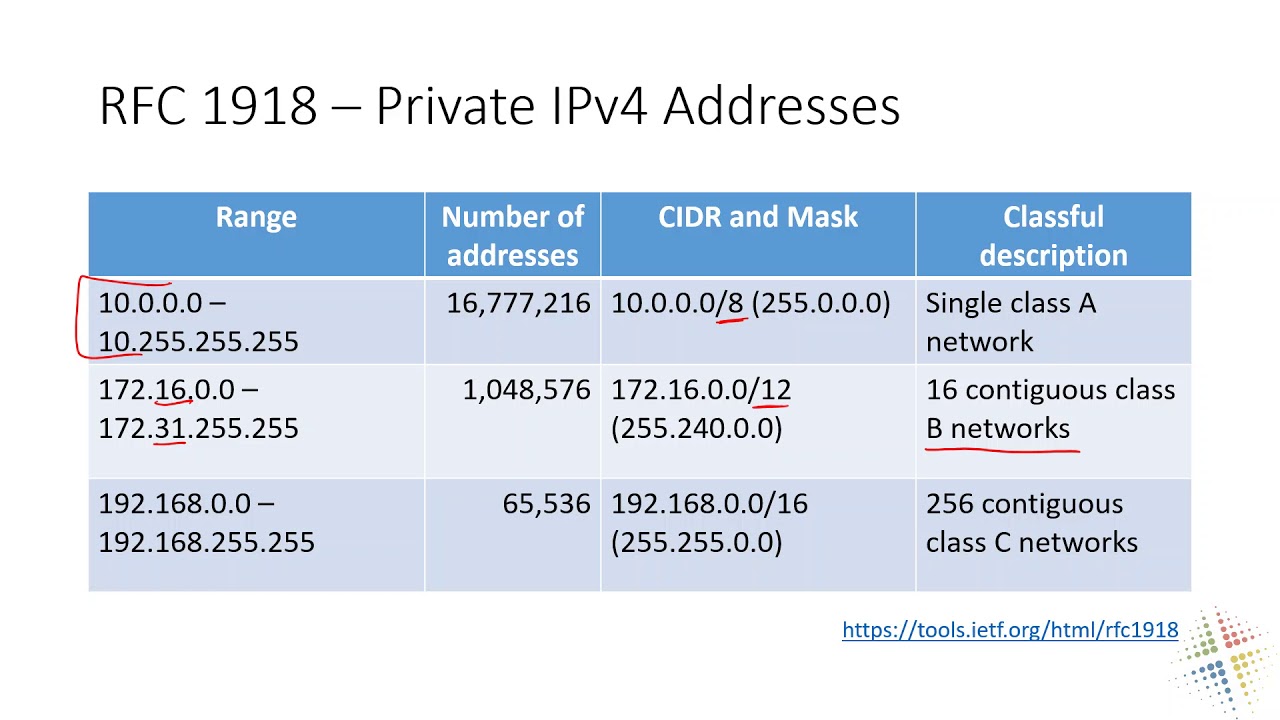 RFC 1918 – Private IPv4 Addresses
Range
Number of
addresses
CIDR and Mask
Classful
description
10.0.0.0 –
10.255.255.255
16,777,216
10.0.0.0/8 (255.0.0.0)
Single class A
network
172.16.0.0 –
172.31.255.255
1,048,576
172.16.0.0/12
(255.240.0.0)
16 contiguous class
B networks
192.168.0.0 –
192.168.255.255
65,536
192.168.0.0/16
(255.255.0.0)
256 contiguous
class C networks
https://tools.ietf.org/html/rfc1918